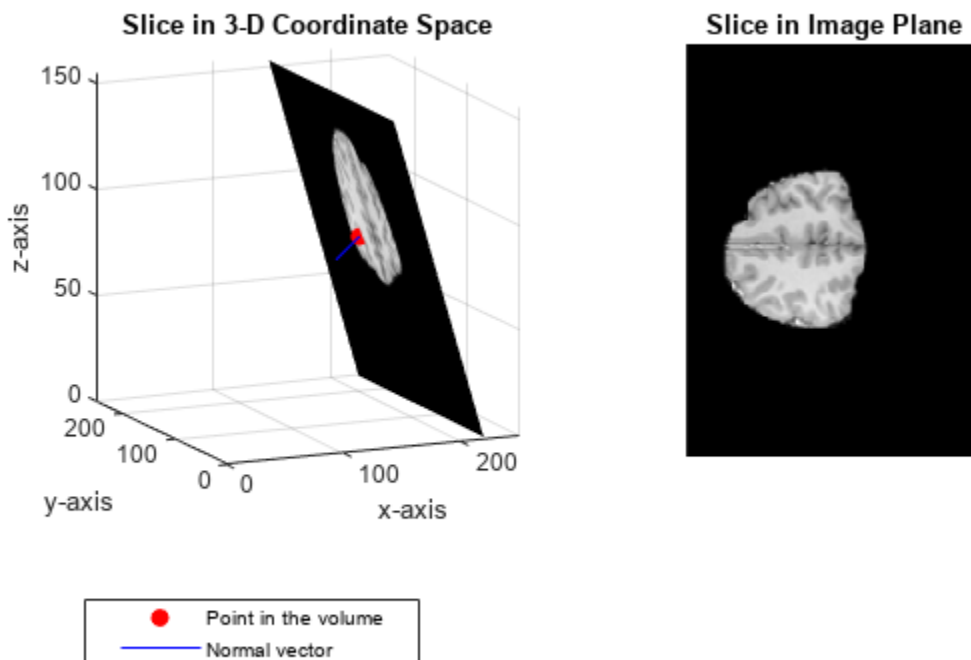 Slice in 3-D Coordinate Space
Slice in Image Plane
150
100
50
0
z-axis
200
100
0
y-axis
0
100
200
x-axis
Point in the volume
Normal vector